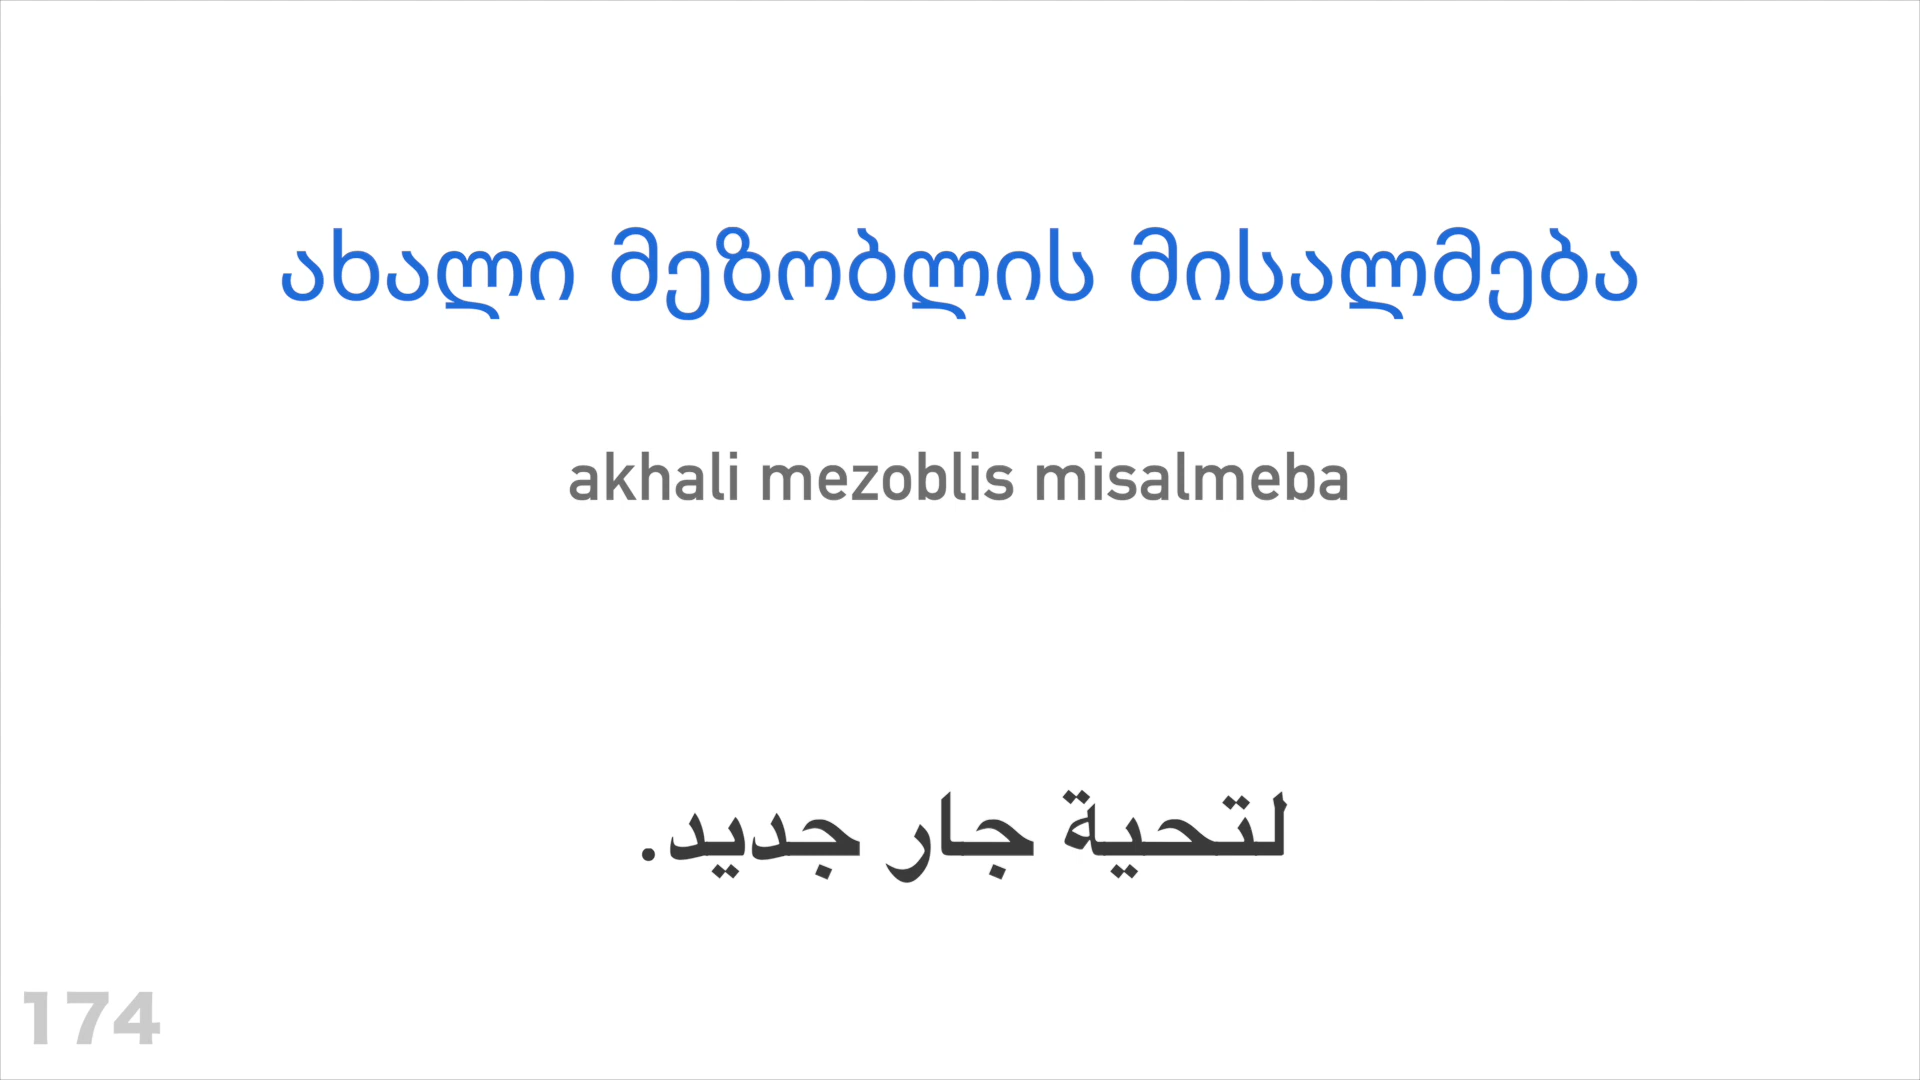 ახალი მეზობლის მისალმება
akhali mezoblis misalmeba
لتحية جار جديد.
174